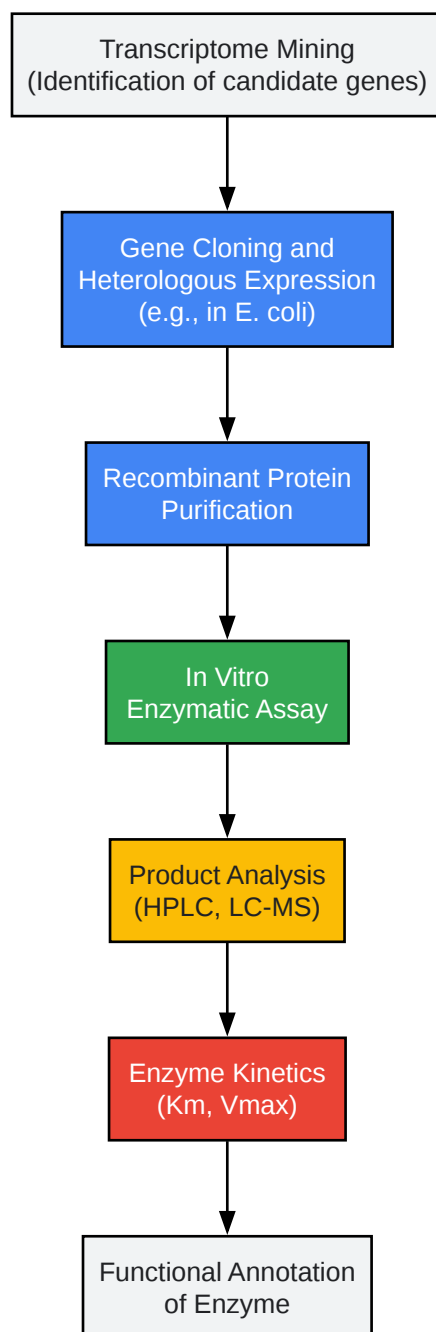 Transcriptome Mining
(Identification of candidate genes)
Gene Cloning and
Heterologous Expression
(e.g., in E. coli)
Recombinant Protein
Purification
In Vitro
Enzymatic Assay
Product Analysis
(HPLC, LC-MS)
Enzyme Kinetics
(Km, Vmax)
Functional Annotation
of Enzyme